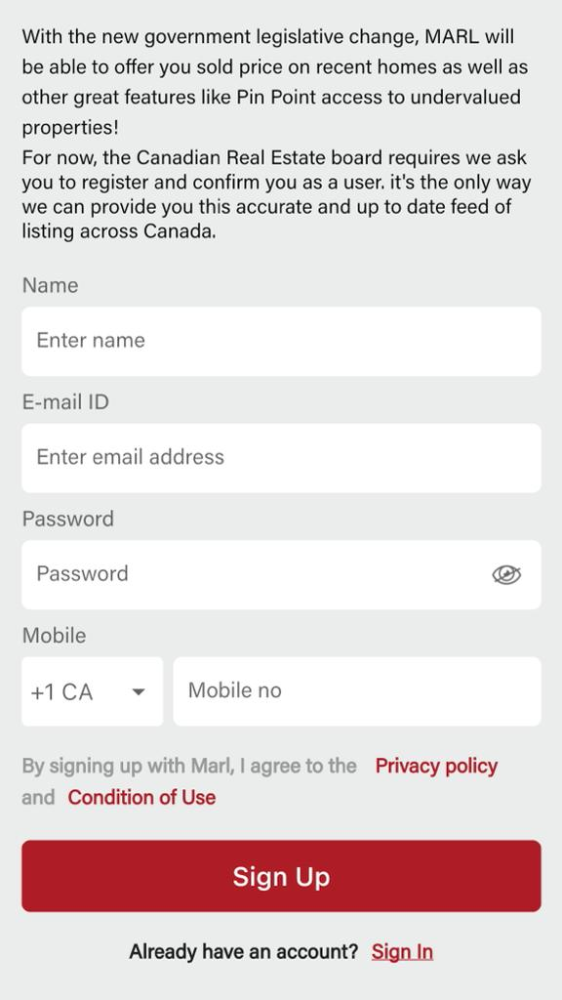 With the new government legislative change, MARL will
be able to offer you sold price on recent homes as well as
other great features like Pin Point access to undervalued
properties!
For now, the Canadian Real Estate board requires we ask
you to register and confirm you as a user. it's the only way
we can provide you this accurate and up to date feed of
listing across Canada.
Name
Enter name
E-mail ID
Enter email address
Password
Password
Mobile
+1 CA Mobile no
By signing up with Marl, I agree to the Privacy policy
and Condition of Use
Sign Up
Already have an account? Sign In